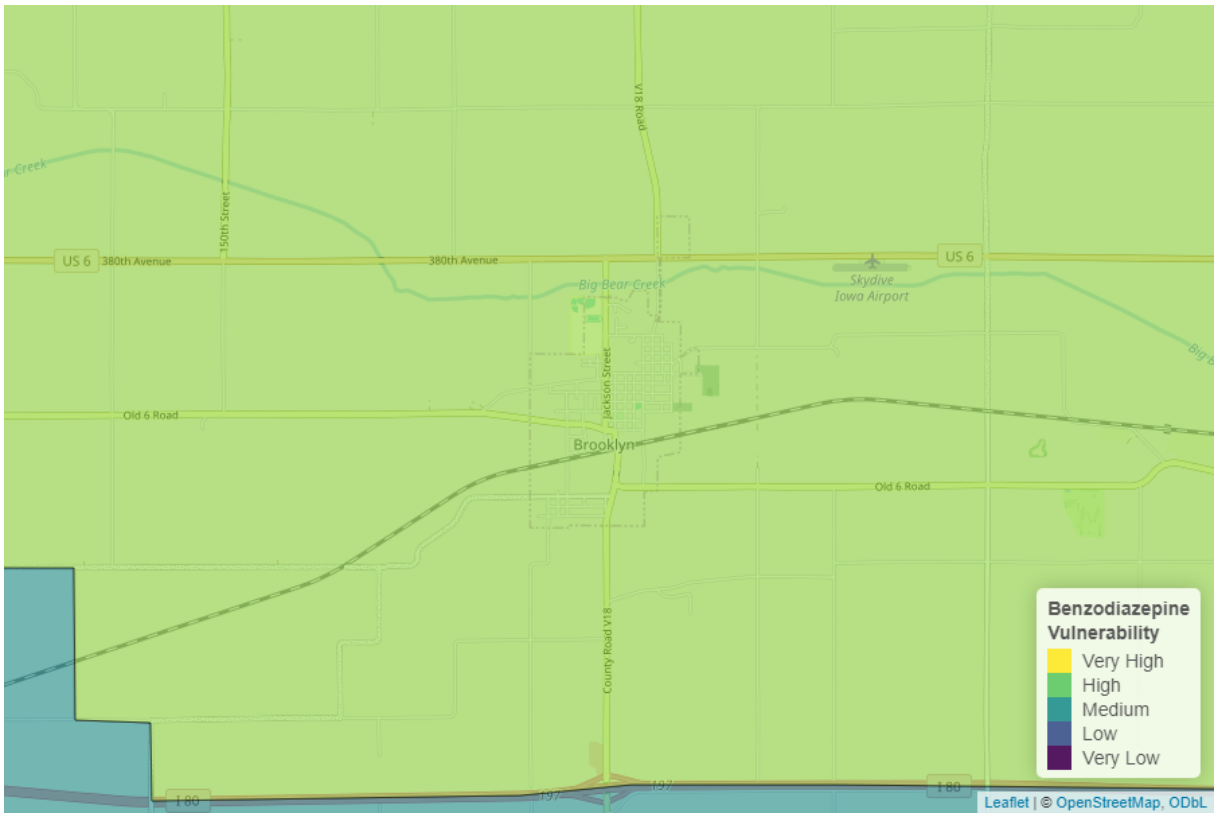 V18 Road
r Creek
150th Street
US 6
380th Avenue
380th Avenue
US 6
Big Bear Creek
Skydive
Iowa Airport
Big B
Jackson Street
Old 6 Road
Brooklyn
Old 6 Road
County Road V18
Benzodiazepine
Vulnerability
Very High
High
Medium
Low
Very Low
I 80
197
197
I 80
Leaflet | © OpenStreetMap, ODbL